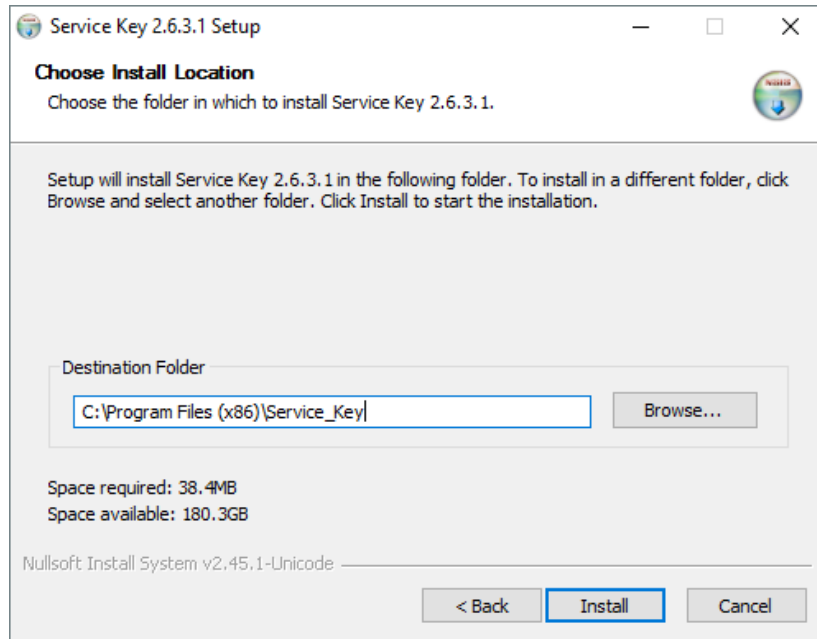 Service Key 2.6.3.1 Setup
Choose Install Location
Choose the folder in which to install Service Key 2.6.3.1.
NSIS
Setup will install Service Key 2.6.3.1 in the following folder. To install in a different folder, click
Browse and select another folder. Click Install to start the installation.
Destination Folder
C:\Program Files (x86)\Service_Key
Browse...
Space required: 38.4MB
Space available: 180.3GB
Nullsoft Install System v2.45.1-Unicode
< Back
Install
Cancel